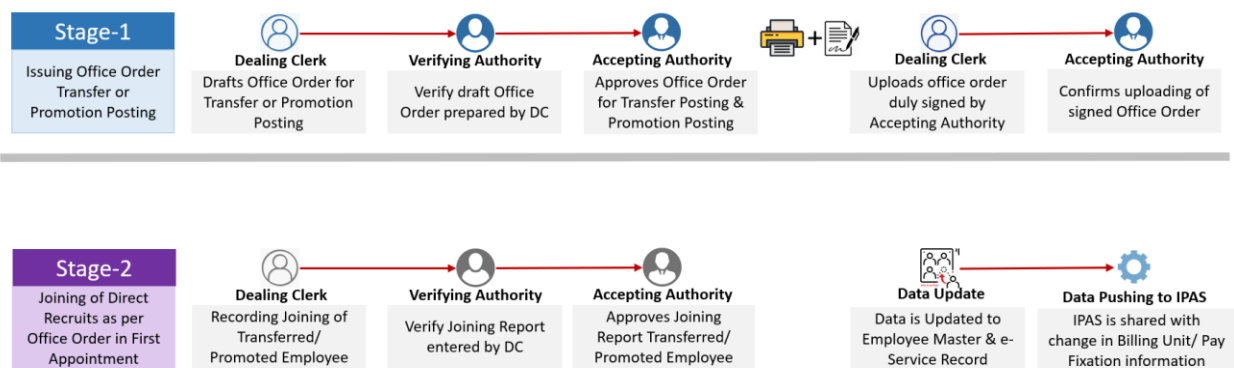 Stage-1
Issuing Office Order
Transfer or
Promotion Posting
Dealing Clerk
Drafts Office Order for
Transfer or Promotion
Posting
Verifying Authority
Verify draft Office
Order prepared by DC
Accepting Authority
Approves Office Order
for Transfer Posting &
Promotion Posting
+
Dealing Clerk
Uploads office order
duly signed by
Accepting Authority
Accepting Authority
Confirms uploading of
signed Office Order
Stage-2
Joining of Direct
Recruits as per
Office Order in First
Appointment
Dealing Clerk
Recording Joining of
Transferred/
Promoted Employee
Verifying Authority
Verify Joining Report
entered by DC
Accepting Authority
Approves Joining
Report Transferred/
Promoted Employee
Data Update
Data is Updated to
Employee Master & e-
Service Record
Data Pushing to IPAS
IPAS is shared with
change in Billing Unit/ Pay
Fixation information